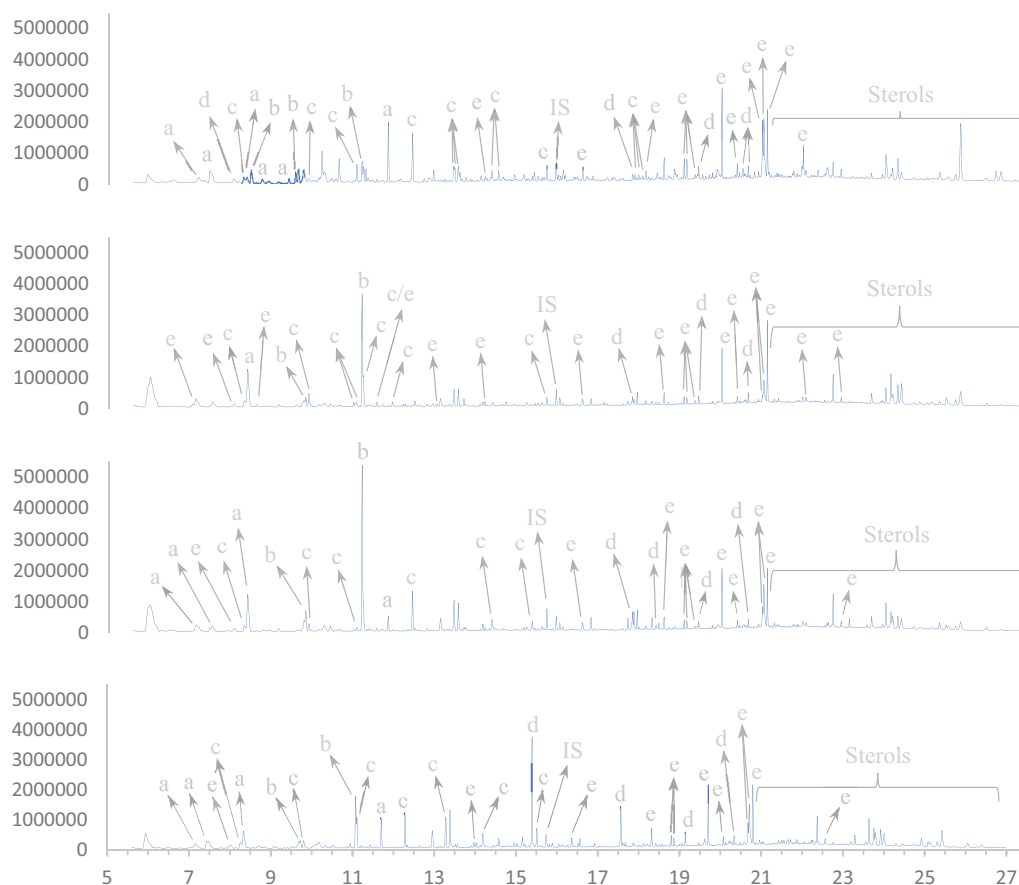 5000000
4000000 e e
e e
3000000 Sterols
a
d c b b c b a c c e c IS d c e e
2000000 c d e d
a e
1000000 a c e
a a
0
5000000
4000000
b e Sterols
3000000 c/e IS d e e
2000000 e e c e c c c e e c e d e e e e
1000000 b a d
0
b
5000000
4000000
3000000 a IS e d e Sterols
2000000 a e c b c c c c e d d e e
1000000 a c a d e e
0
5000000
4000000 e
d
3000000 c b IS d Sterols
2000000 a a e a b c c c e c c e d e e e
1000000 a c c d e e
0
5 7 9 11 13 15 17 19 21 23 25 27